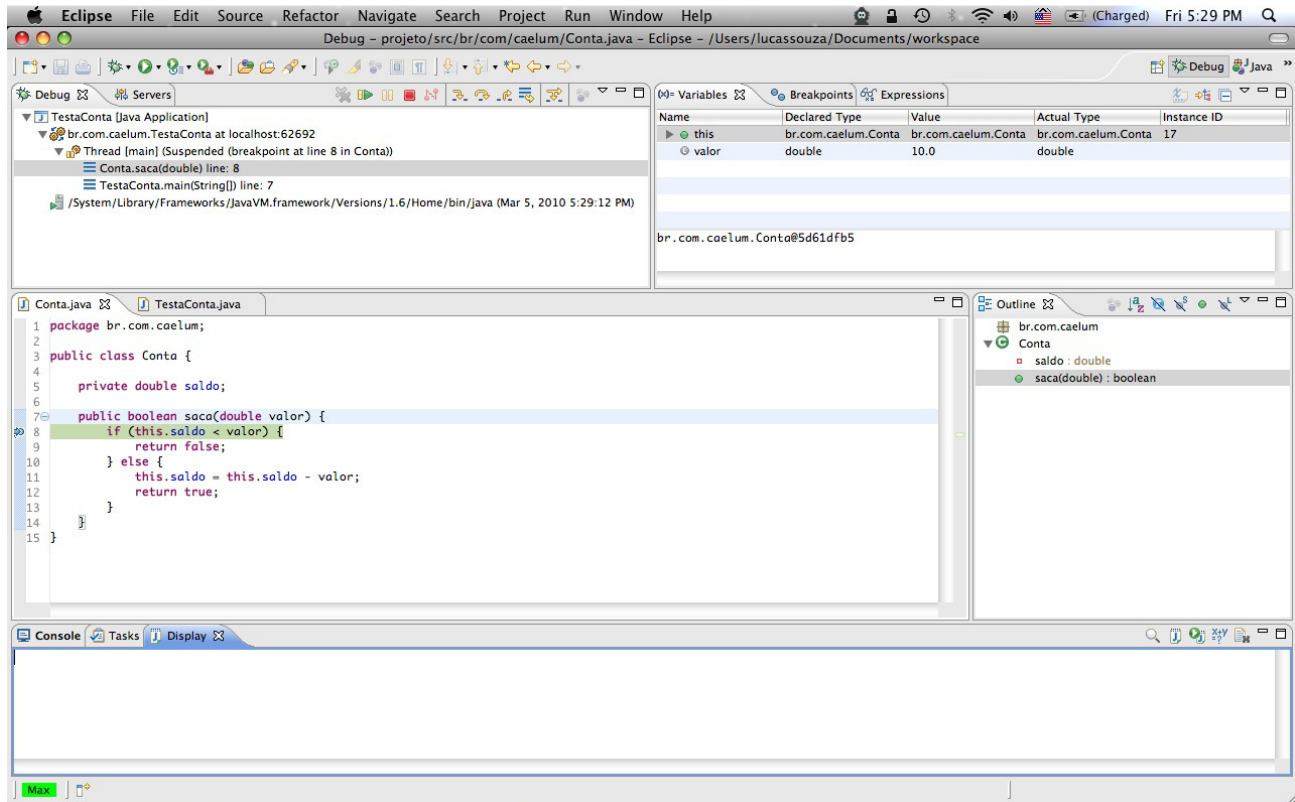 Eclipse File Edit Source Refactor Navigate Search Project Run Window Help (Charged) Fri 5:29 PM
Debug – projeto/src/br/com/caelum/Conta.java – Eclipse – /Users/lucassouza/Documents/workspace
Debug Java »
Debug Servers
TestaConta [Java Application]
br.com.caelum.TestaConta at localhost:62692
Thread [main] (Suspended (breakpoint at line 8 in Conta))
Conta.saca(double) line: 8
TestaConta.main(String[]) line: 7
/System/Library/Frameworks/JavaVM.framework/Versions/1.6/Home/bin/java (Mar 5, 2010 5:29:12 PM)
(x)= Variables Breakpoints Expressions
Name Declared Type Value Actual Type Instance ID
this br.com.caelum.Conta br.com.caelum.Conta br.com.caelum.Conta 17
valor double 10.0 double
br.com.caelum.Conta@5d61dfb5
Conta.java TestaConta.java
1 package br.com.caelum;
2
3 public class Conta {
4
5 private double saldo;
6
7 public boolean saca(double valor) {
8 if (this.saldo < valor) {
9 return false;
10 } else {
11 this.saldo = this.saldo - valor;
12 return true;
13 }
14 }
15 }
Outline
br.com.caelum
Conta
saldo : double
saca(double) : boolean
Console Tasks Display
Max